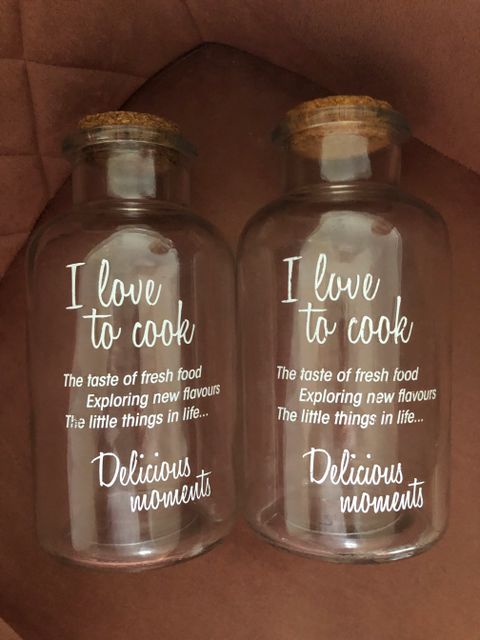 I love
to cook
The taste of fresh food
Exploring new flavours
The little things in life...
Delicious
moments
I love
to cook
The taste of fresh food
Exploring new flavours
The little things in life...
Delicious
moments